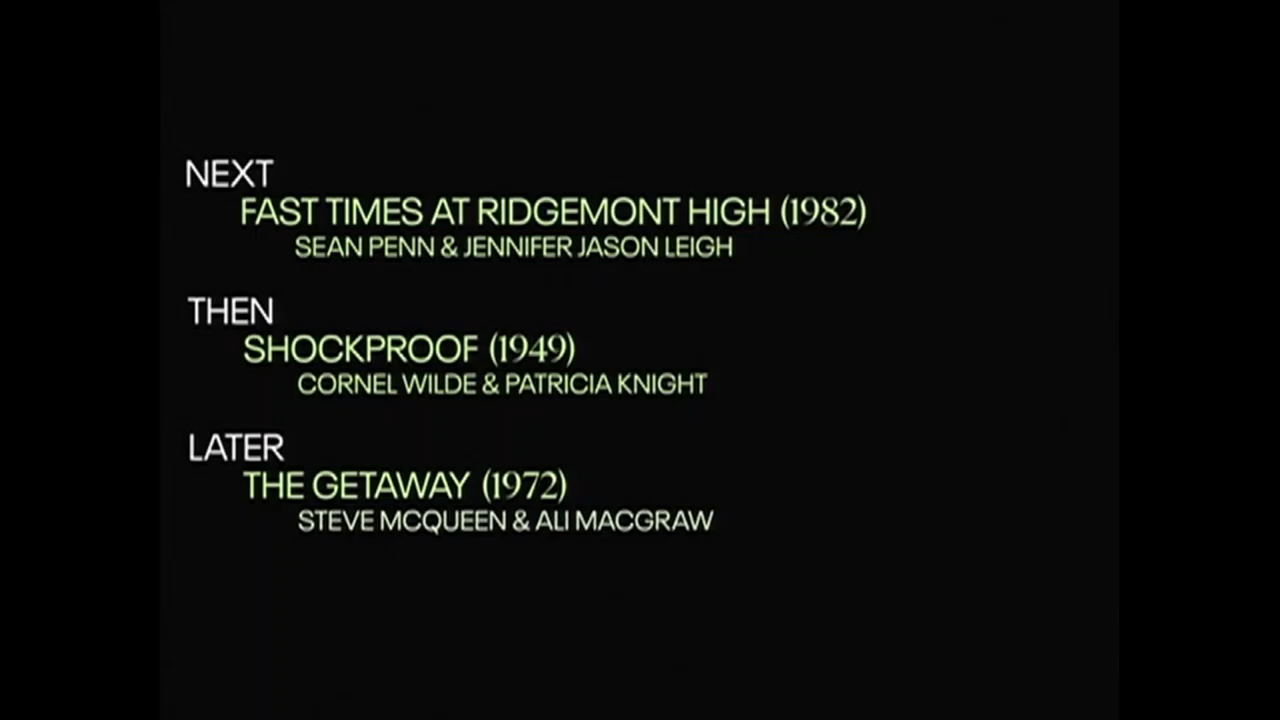 NEXT
FAST TIMES AT RIDGEMONT HIGH (1982)
SEAN PENN & JENNIFER JASON LEIGH
THEN
SHOCKPROOF (1949)
CORNEL WILDE & PATRICIA KNIGHT
LATER
THE GETAWAY (1972)
STEVE MCQUEEN & ALI MACGRAW